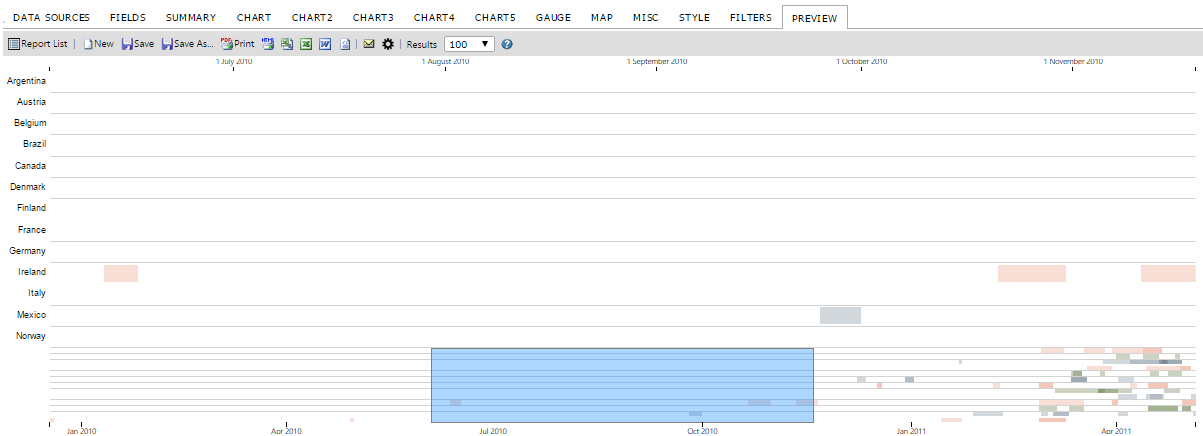 DATA SOURCES FIELDS SUMMARY CHART CHART2 CHART3 CHART4 CHART5 GAUGE MAP MISC STYLE FILTERS PREVIEW
Report List | New Save Save As... PDF Print HTML | Results 100
1 July 2010 1 August 2010 1 September 2010 1 October 2010 1 November 2010
Argentina
Austria
Belgium
Brazil
Canada
Denmark
Finland
France
Germany
Ireland
Italy
Mexico
Norway
Jan 2010 Apr 2010 Jul 2010 Oct 2010 Jan 2011 Apr 2011